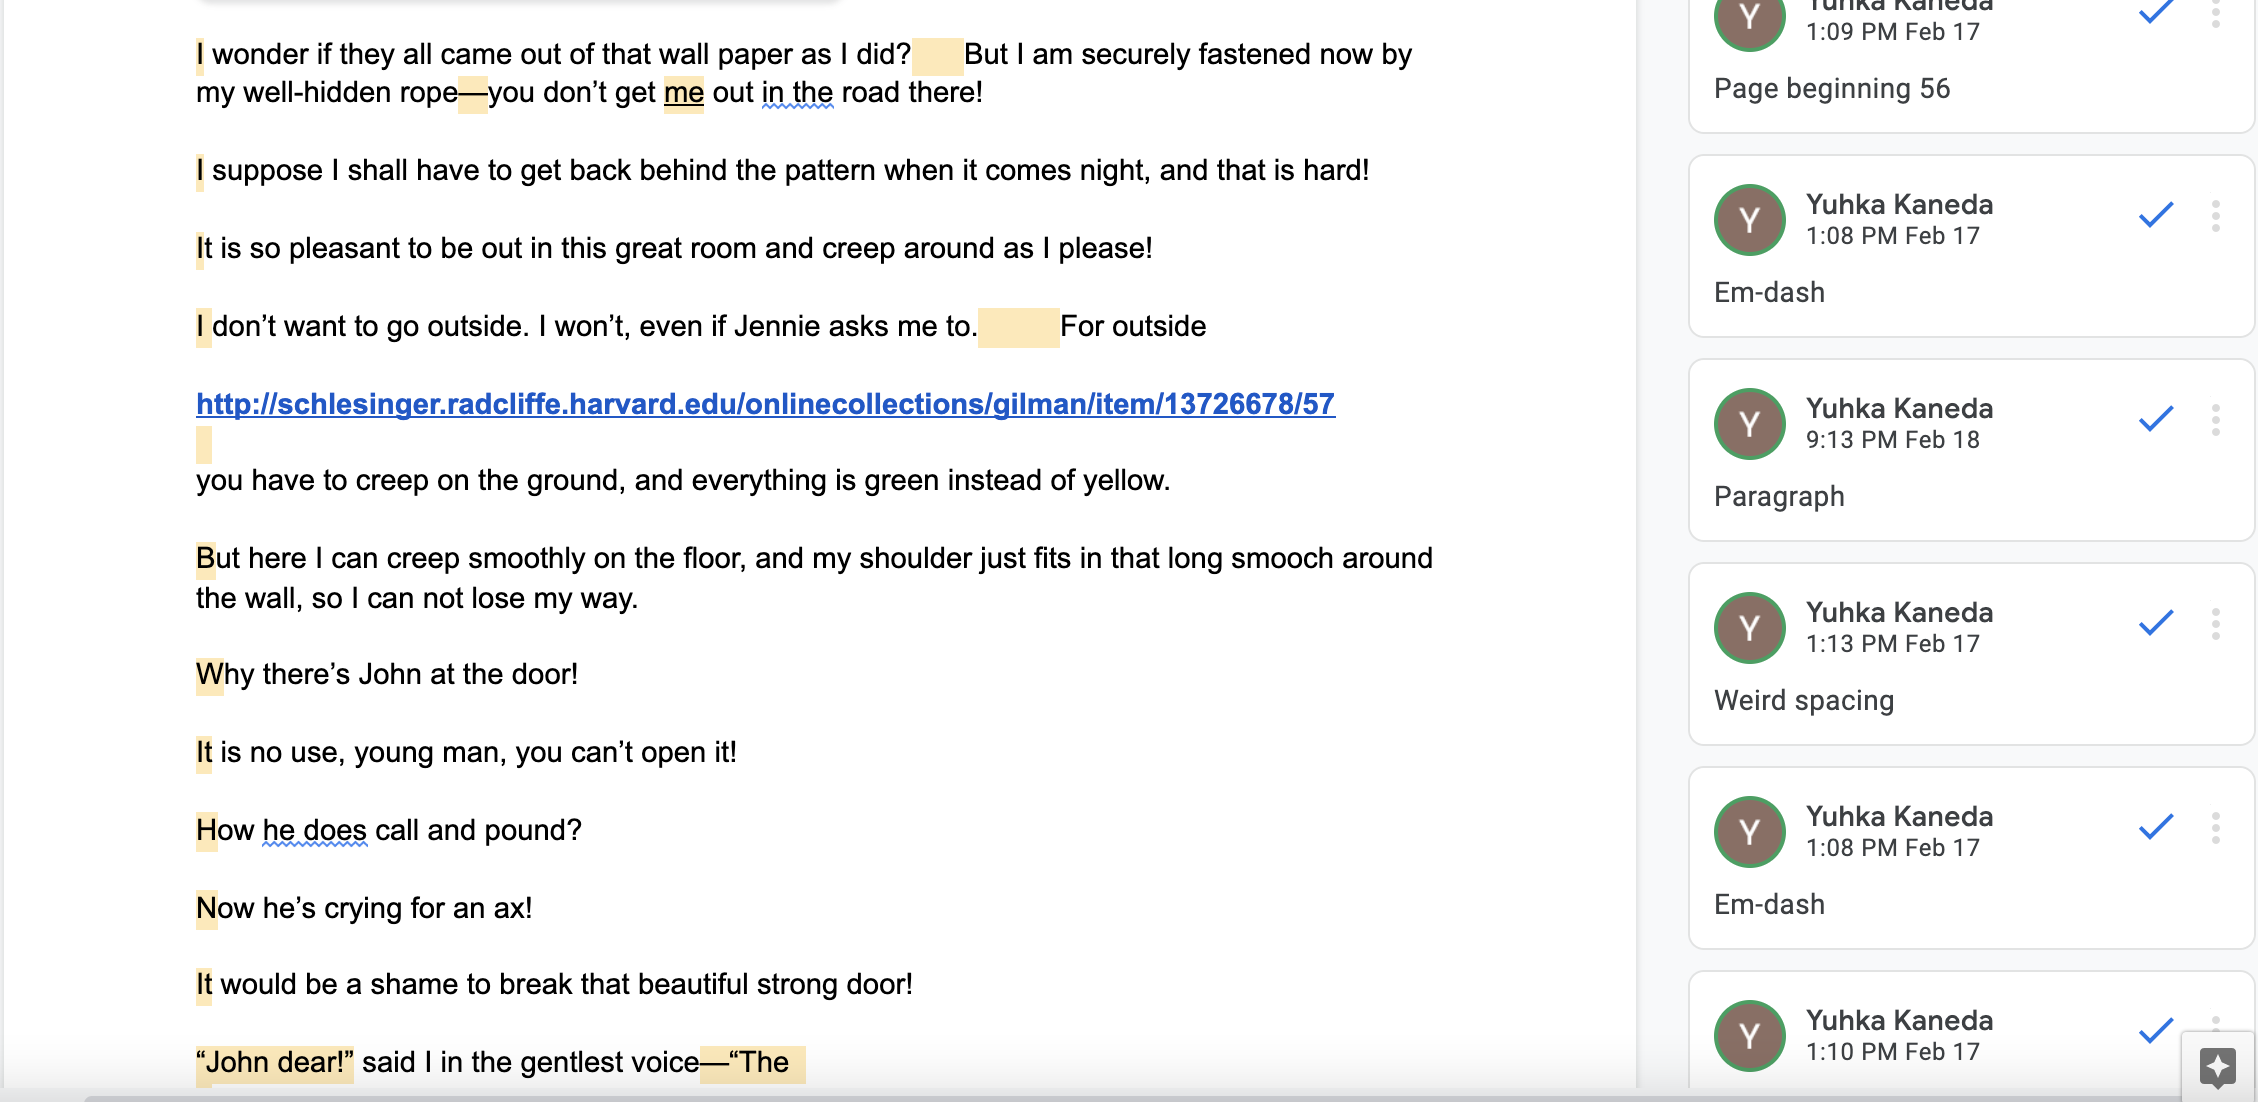 I wonder if they all came out of that wall paper as I did? But I am securely fastened now by
my well-hidden rope—you don’t get me out in the road there!
I suppose I shall have to get back behind the pattern when it comes night, and that is hard!
It is so pleasant to be out in this great room and creep around as I please!
I don’t want to go outside. I won’t, even if Jennie asks me to. For outside
http://schlesinger.radcliffe.harvard.edu/onlinecollections/gilman/item/13726678/57
you have to creep on the ground, and everything is green instead of yellow.
But here I can creep smoothly on the floor, and my shoulder just fits in that long smooch around
the wall, so I can not lose my way.
Why there’s John at the door!
It is no use, young man, you can’t open it!
How he does call and pound?
Now he’s crying for an ax!
It would be a shame to break that beautiful strong door!
“John dear!” said I in the gentlest voice—“The
Y
Yuhka Kaneda
1:09 PM Feb 17
Page beginning 56
Y
Yuhka Kaneda
1:08 PM Feb 17
Em-dash
Y
Yuhka Kaneda
9:13 PM Feb 18
Paragraph
Y
Yuhka Kaneda
1:13 PM Feb 17
Weird spacing
Y
Yuhka Kaneda
1:08 PM Feb 17
Em-dash
Y
Yuhka Kaneda
1:10 PM Feb 17